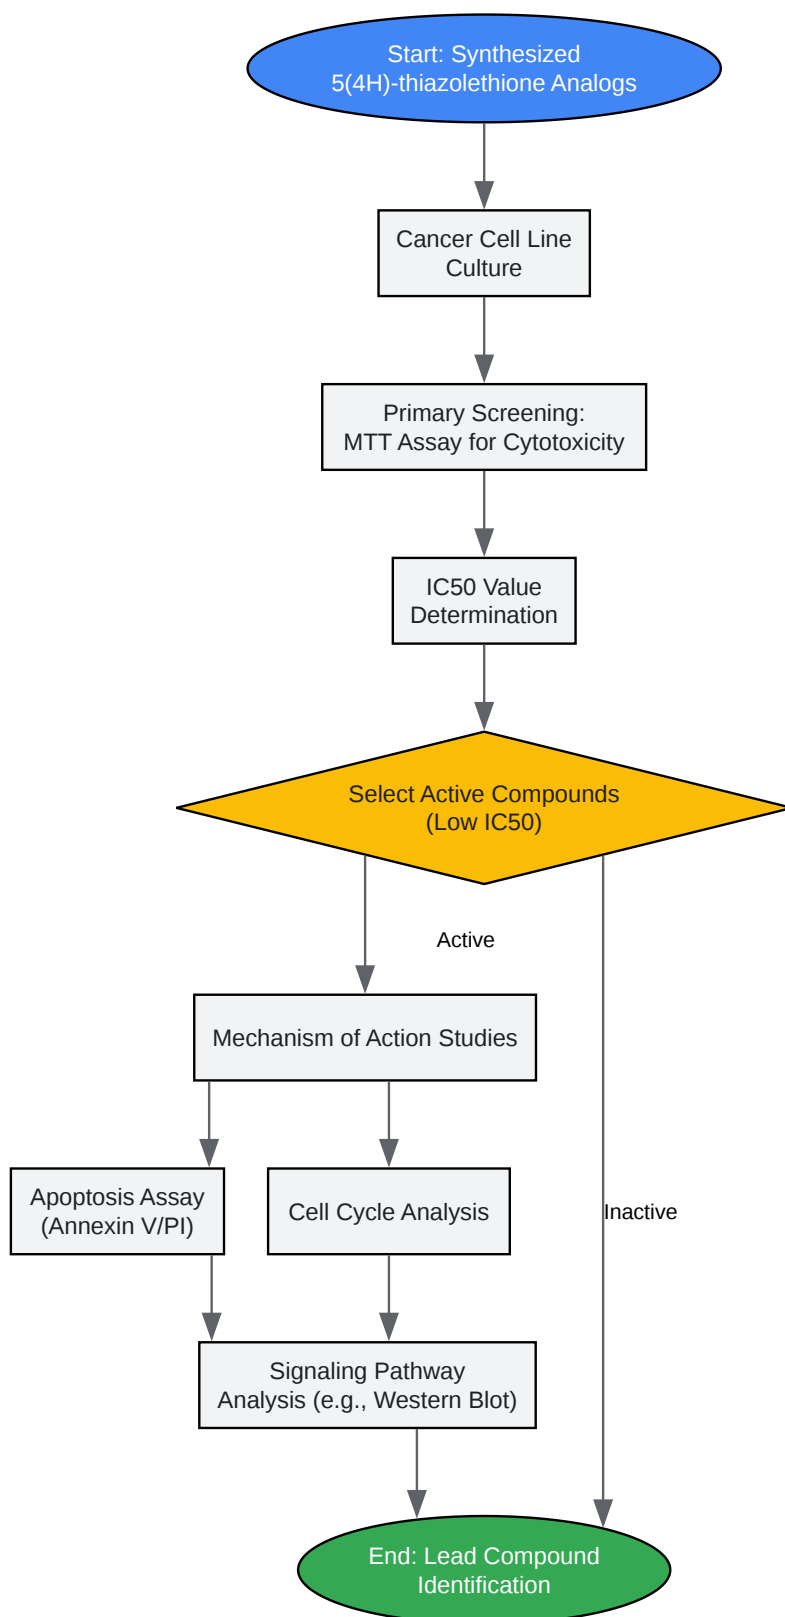 Start: Synthesized
5(4H)-thiazolethione Analogs
Cancer Cell Line
Culture
Primary Screening:
MTT Assay for Cytotoxicity
IC50 Value
Determination
Select Active Compounds
(Low IC50)
Active
Mechanism of Action Studies
Apoptosis Assay
(Annexin V/PI)
Cell Cycle Analysis
Inactive
Signaling Pathway
Analysis (e.g., Western Blot)
End: Lead Compound
Identification